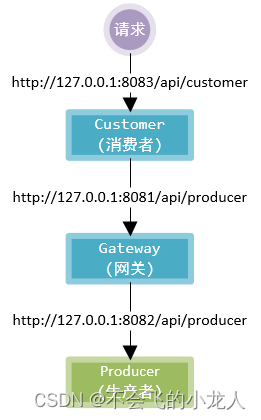 请求
http://127.0.0.1:8083/api/customer
Customer
(消费者)
http://127.0.0.1:8081/api/producer
Gateway
(网关)
http://127.0.0.1:8082/api/producer
Producer
(生产者)
CSDN @不会飞的小龙人